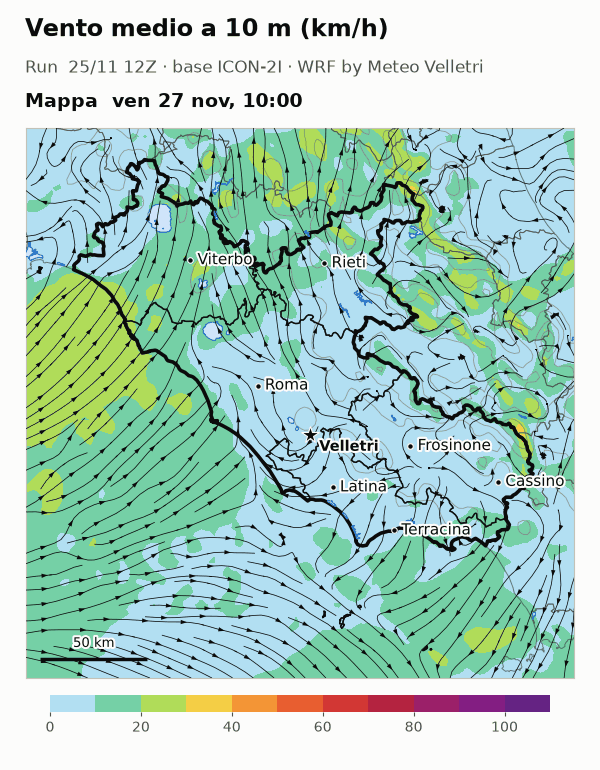 Vento medio a 10 m (km/h)
Run  25/11 12Z · base ICON-2I · WRF by Meteo Velletri
Mappa  ven 27 nov, 10:00
Viterbo
Rieti
Roma
Velletri
Frosinone
Cassino
Latina
Terracina
50 km
0 20 40 60 80 100